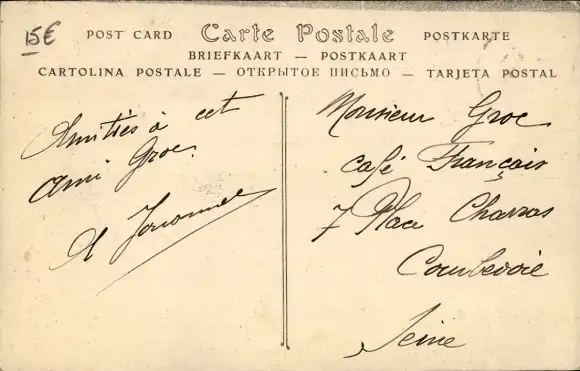 15€
POST CARD Carte Postale POSTKARTE
BRIEFKAART — POSTKAART
CARTOLINA POSTALE — ОТКРЫТОЕ ПИСЬМО — TARJETA POSTAL
Amitiés à cet
ami Groc.
Monsieur Groc
Café Français
7 Place Charras
Courbevoie
Seine